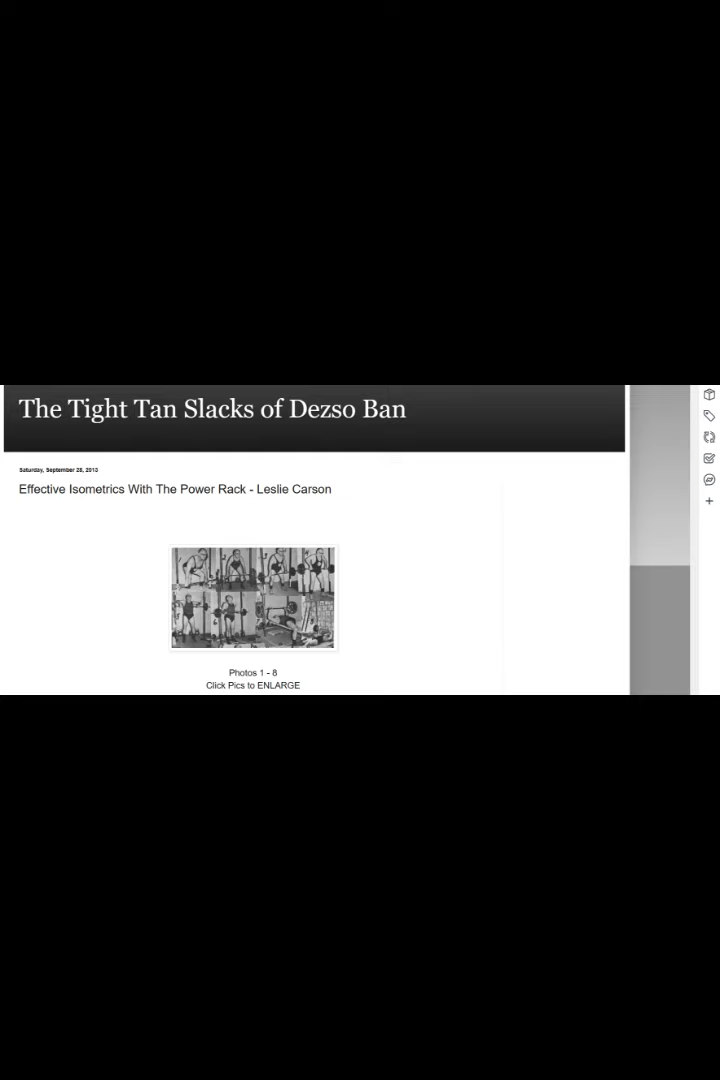 The Tight Tan Slacks of Dezso Ban
Saturday, September 28, 2013
Effective Isometrics With The Power Rack - Leslie Carson
Photos 1 - 8
Click Pics to ENLARGE